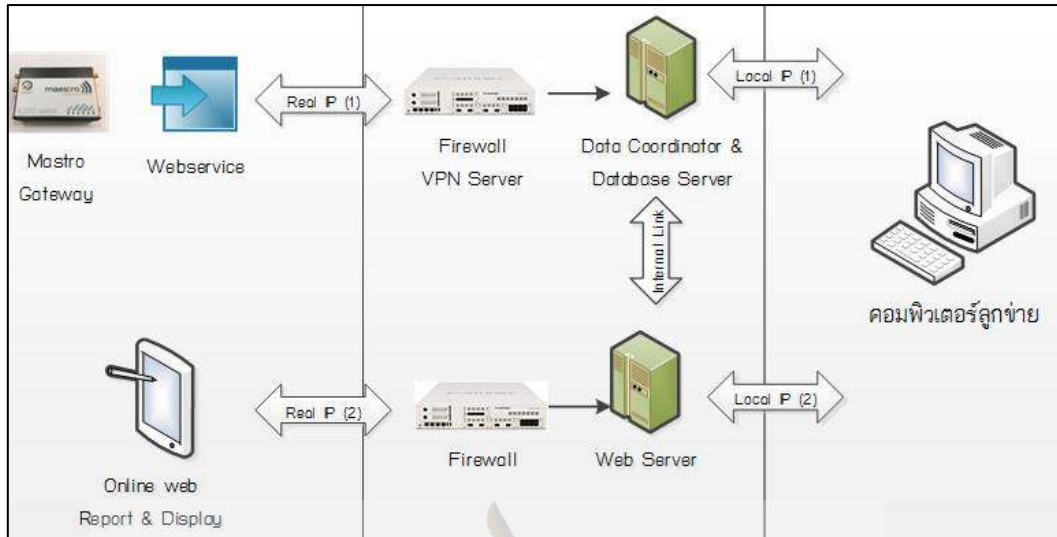 maestro
Mastro
Gateway
Webservice
Real IP (1)
Firewall
VPN Server
Data Coordinator &
Database Server
Local IP (1)
Internal Link
คอมพิวเตอร์ลูกข่าย
Online web
Report & Display
Real IP (2)
Firewall
Web Server
Local IP (2)